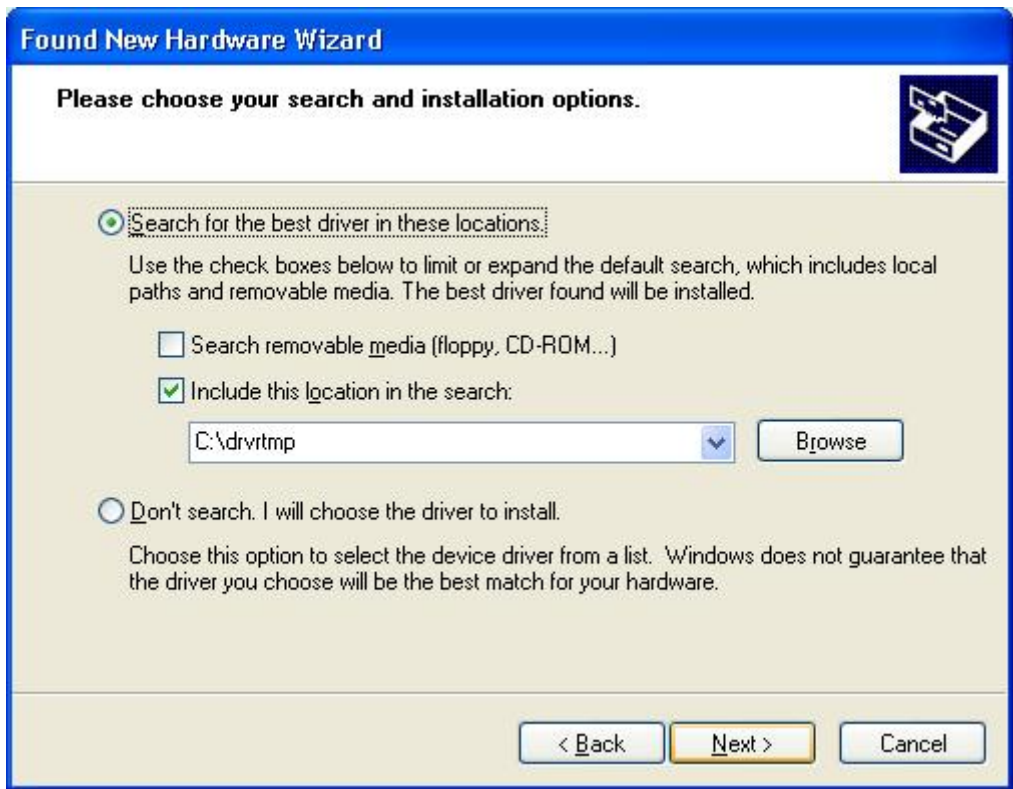 Found New Hardware Wizard
Please choose your search and installation options.
Search for the best driver in these locations.
Use the check boxes below to limit or expand the default search, which includes local
paths and removable media. The best driver found will be installed.
Search removable media (floppy, CD-ROM...)
Include this location in the search:
C:\drvrtmp
Browse
Don't search. I will choose the driver to install.
Choose this option to select the device driver from a list. Windows does not guarantee that
the driver you choose will be the best match for your hardware.
< Back Next > Cancel